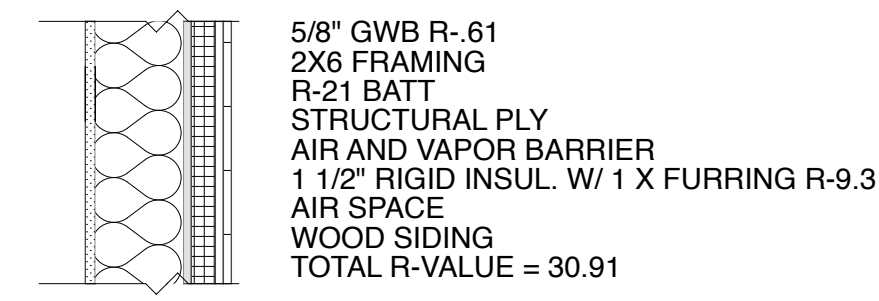 5/8" GWB R-.61
2X6 FRAMING
R-21 BATT
STRUCTURAL PLY
AIR AND VAPOR BARRIER
1 1/2" RIGID INSUL. W/ 1 X FURRING R-9.3
AIR SPACE
WOOD SIDING
TOTAL R-VALUE = 30.91